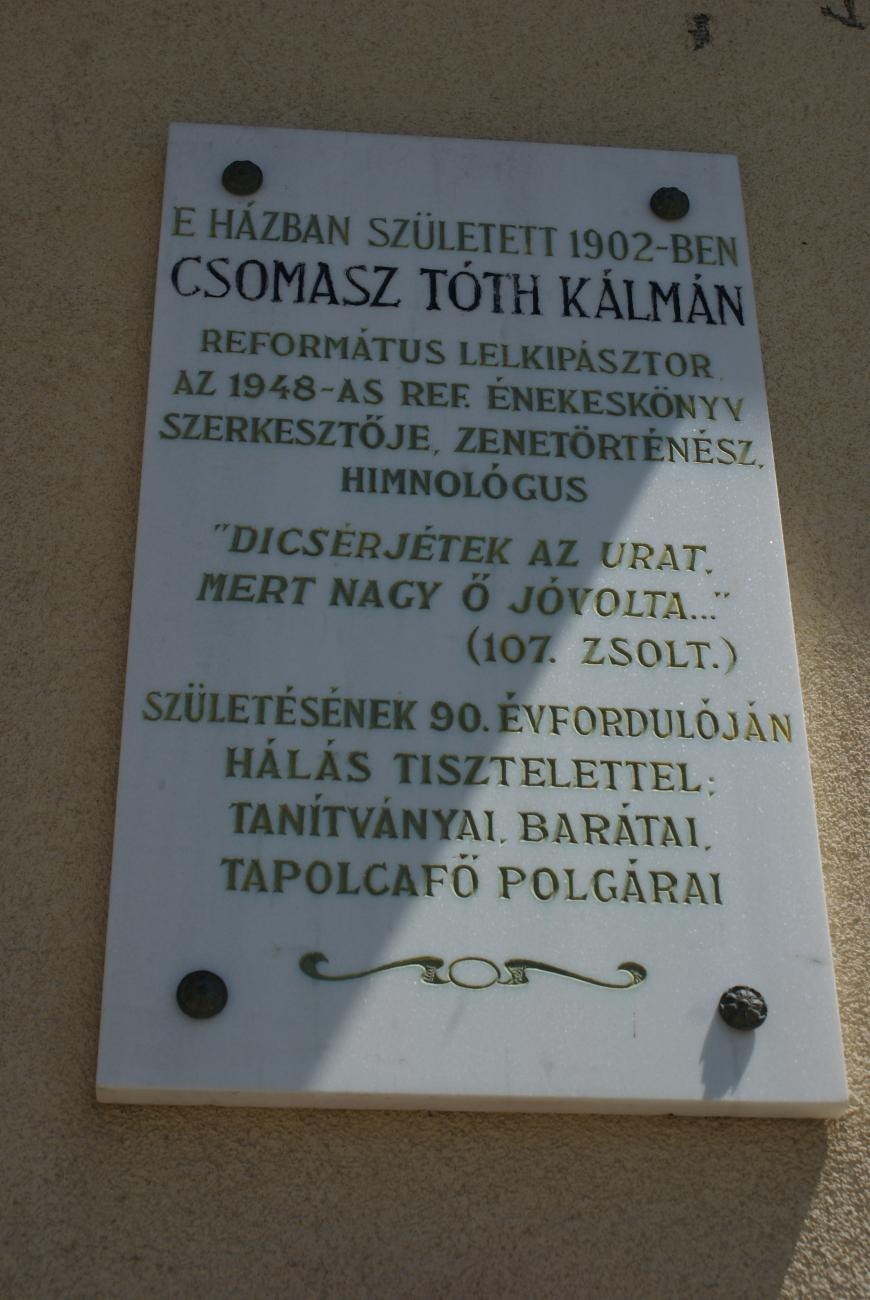 E HÁZBAN SZÜLETETT 1902-BEN
CSOMASZ TÓTH KÁLMÁN
REFORMÁTUS LELKIPÁSZTOR,
AZ 1948-AS REF. ÉNEKESKÖNYV
SZERKESZTŐJE, ZENETÖRTÉNÉSZ,
HIMNOLÓGUS
"DICSÉRJÉTEK AZ URAT,
MERT NAGY Ő JÓVOLTA..."
(107. ZSOLT.)
SZÜLETÉSÉNEK 90. ÉVFORDULÓJÁN
HÁLÁS TISZTELETTEL:
TANÍTVÁNYAI, BARÁTAI,
TAPOLCAFŐ POLGÁRAI